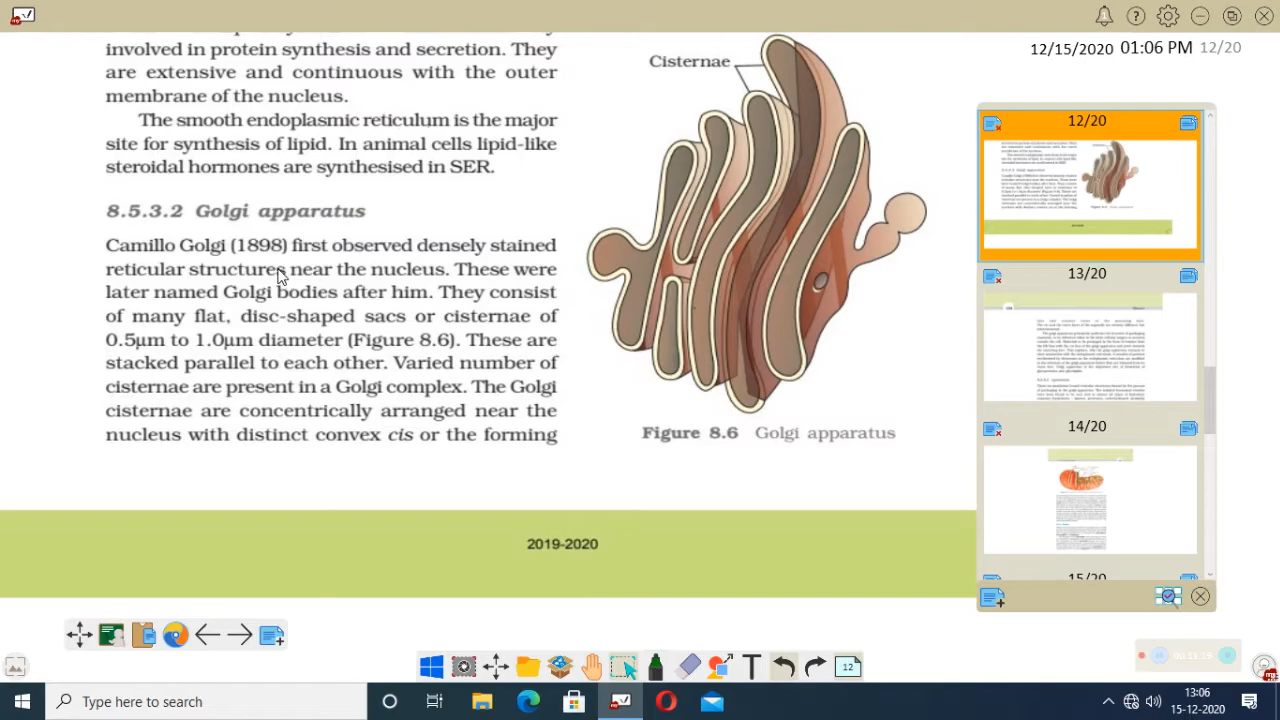 12/15/2020 01:06 PM 12/20
involved in protein synthesis and secretion. They
are extensive and continuous with the outer
membrane of the nucleus.
The smooth endoplasmic reticulum is the major
site for synthesis of lipid. In animal cells lipid-like
steroidal hormones are synthesised in SER.
8.5.3.2 Golgi apparatus
Camillo Golgi (1898) first observed densely stained
reticular structures near the nucleus. These were
later named Golgi bodies after him. They consist
of many flat, disc-shaped sacs or cisternae of
0.5µm to 1.0µm diameter (Figure 8.6). These are
stacked parallel to each other. Varied number of
cisternae are present in a Golgi complex. The Golgi
cisternae are concentrically arranged near the
nucleus with distinct convex cis or the forming
Cisternae
Figure 8.6 Golgi apparatus
2019-2020
12/20
13/20
14/20
15/20
12
Type here to search
13:06
15-12-2020